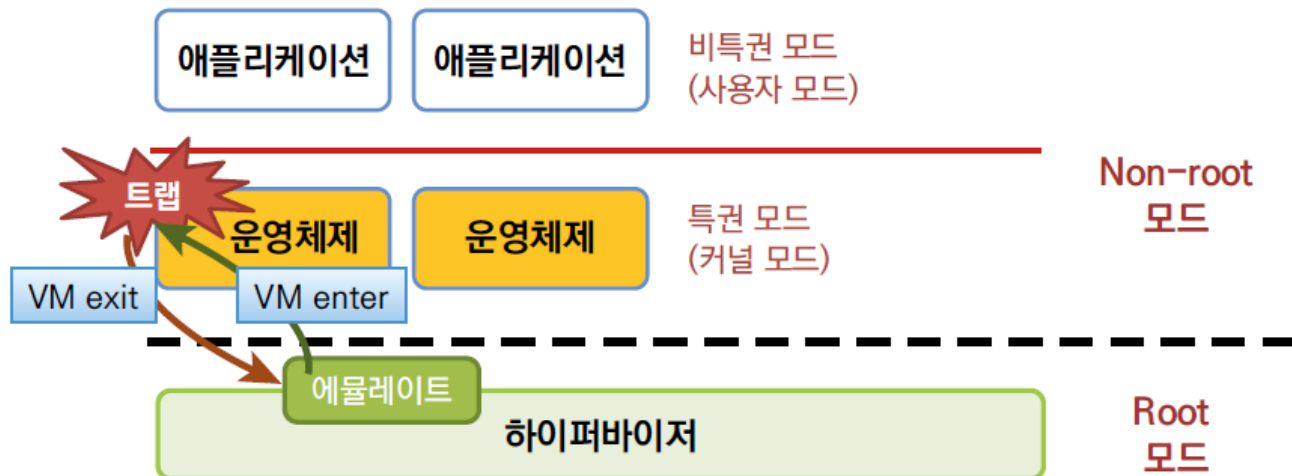 애플리케이션
애플리케이션
비특권 모드
(사용자 모드)
트랩
운영체제
운영체제
특권 모드
(커널 모드)
Non-root
모드
VM exit
VM enter
에뮬레이트
하이퍼바이저
Root
모드